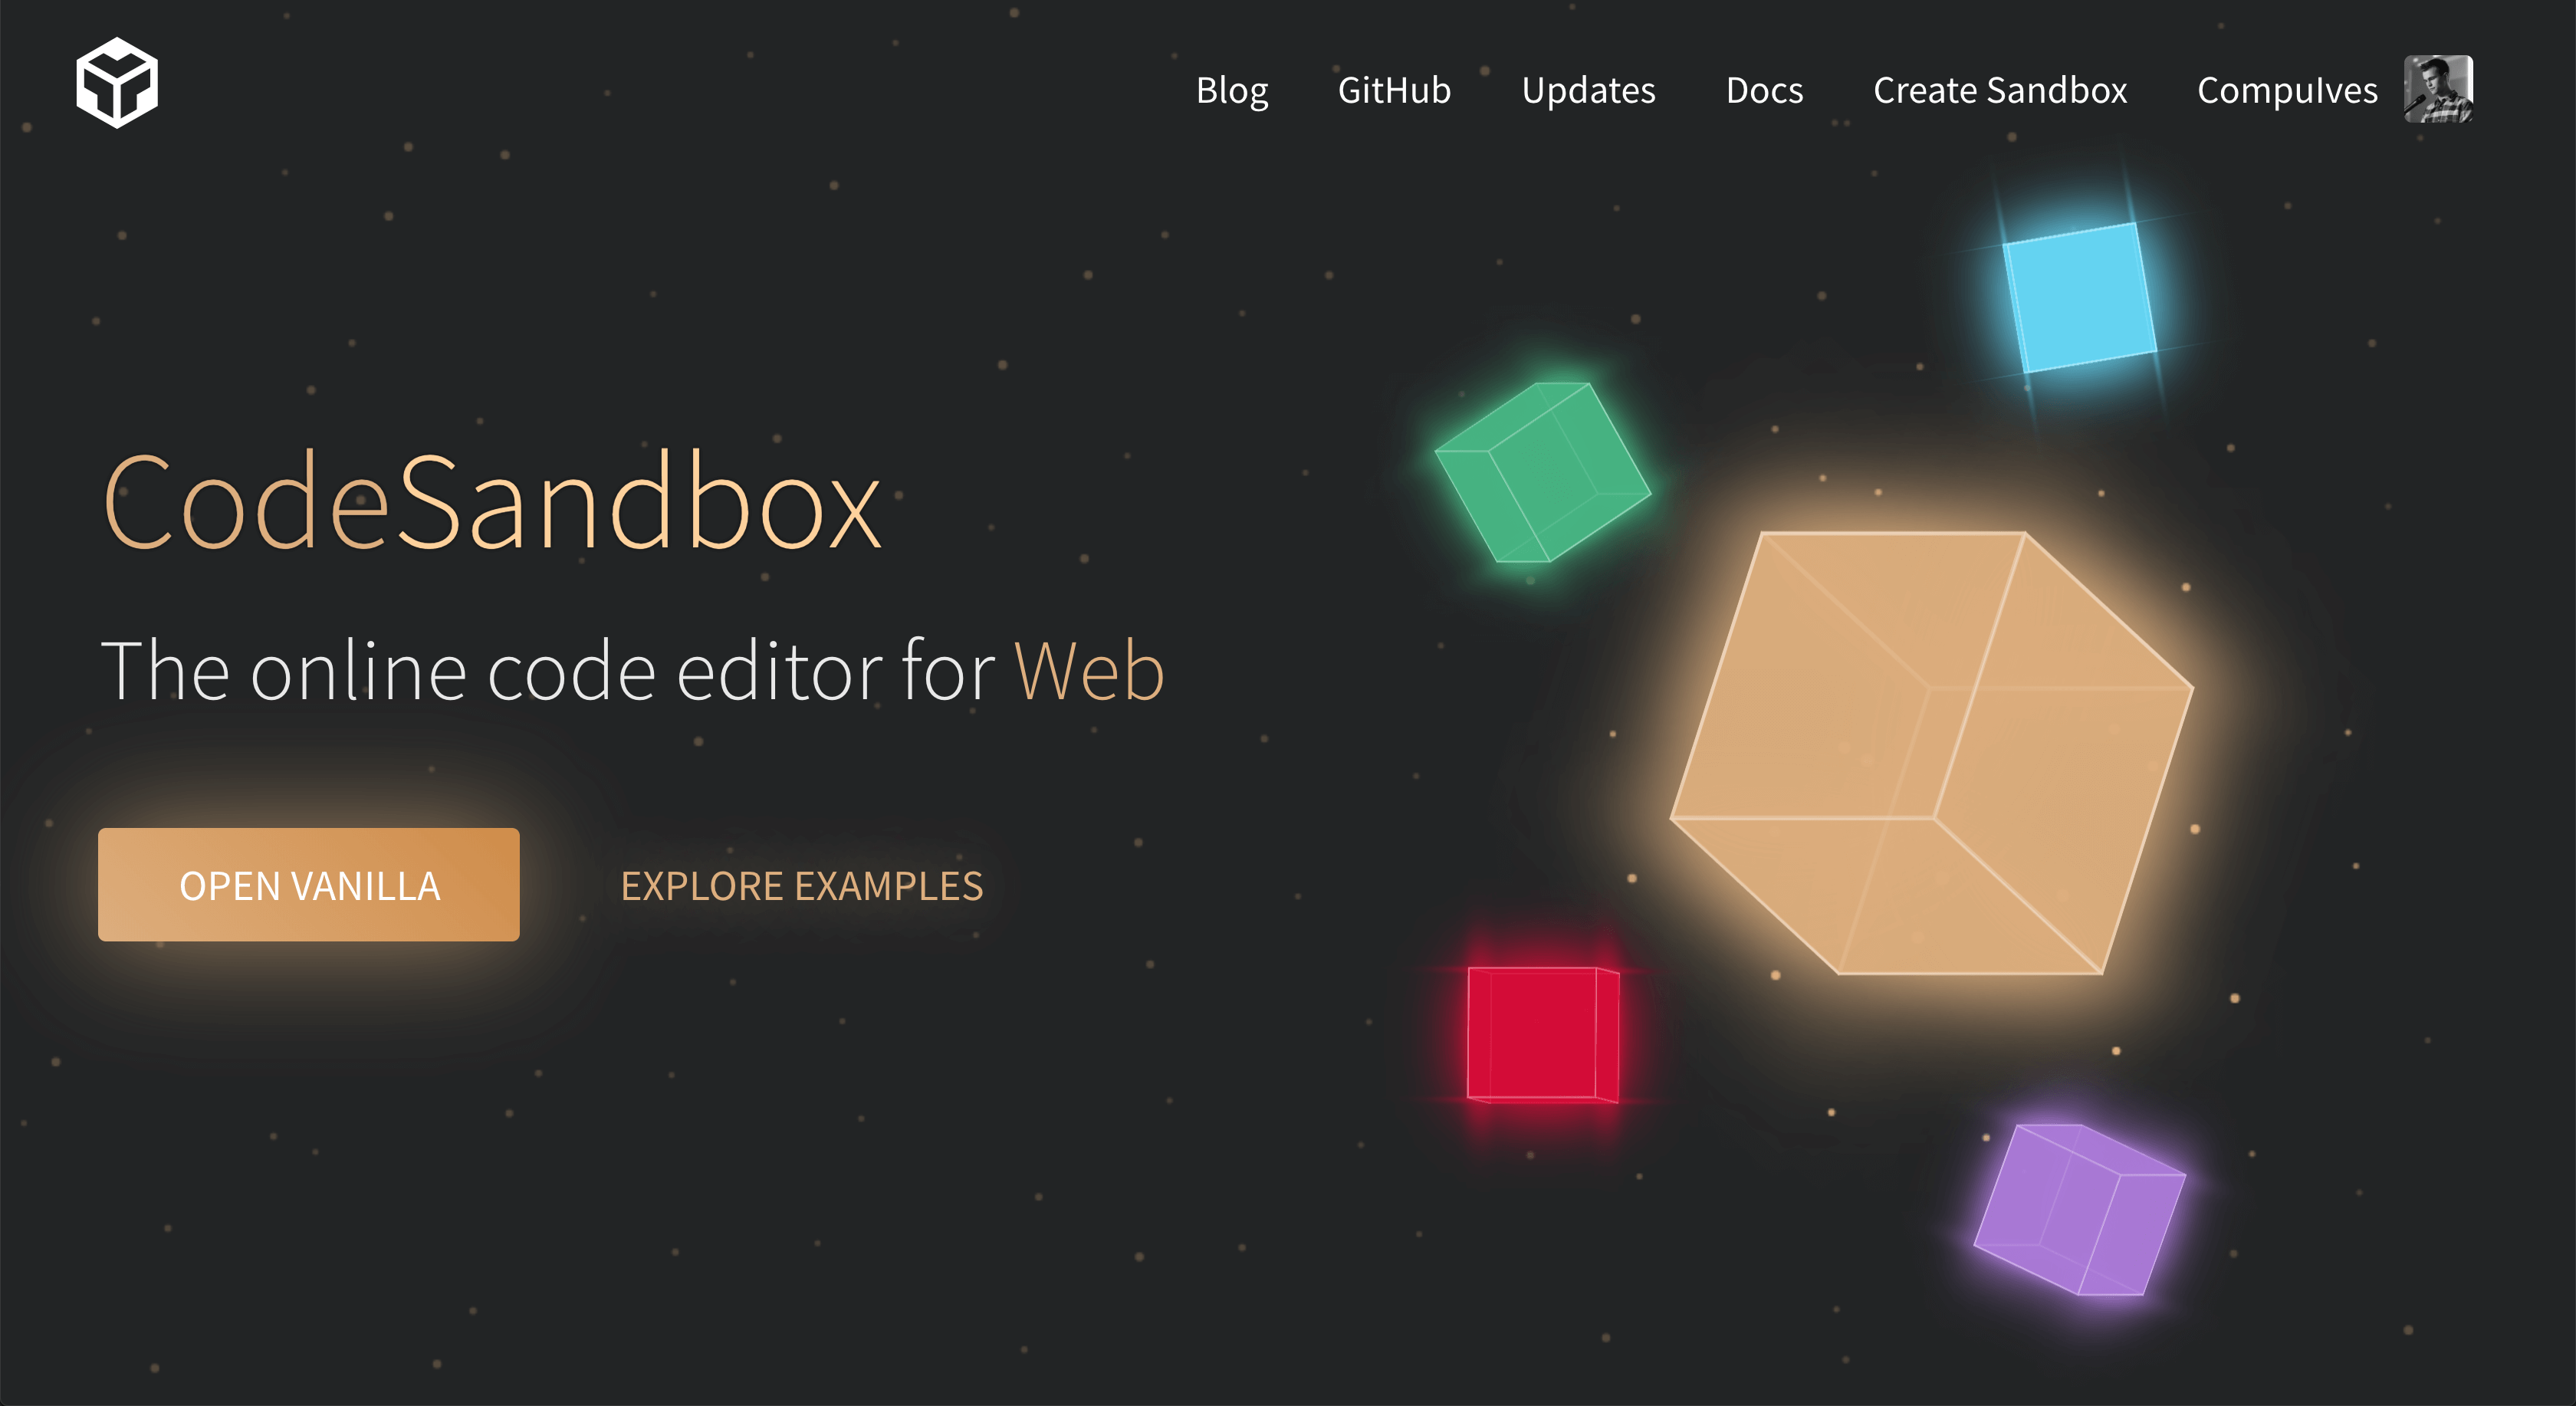 Blog GitHub Updates Docs Create Sandbox CompuIves
CodeSandbox
The online code editor for Web
OPEN VANILLA EXPLORE EXAMPLES